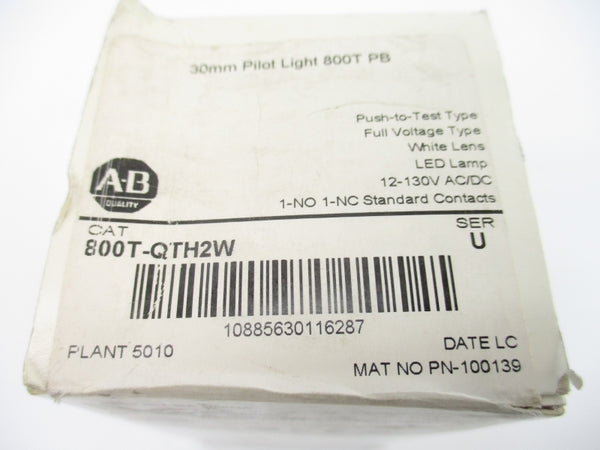 30mm Pilot Light 800T PB
Push-to-Test Type
Full Voltage Type
White Lens
LED Lamp
12-130V AC/DC
1-NO 1-NC Standard Contacts
A-B
QUALITY
CAT
SER
800T-QTH2W
U
10885630116287
PLANT 5010
DATE LC
MAT NO PN-100139